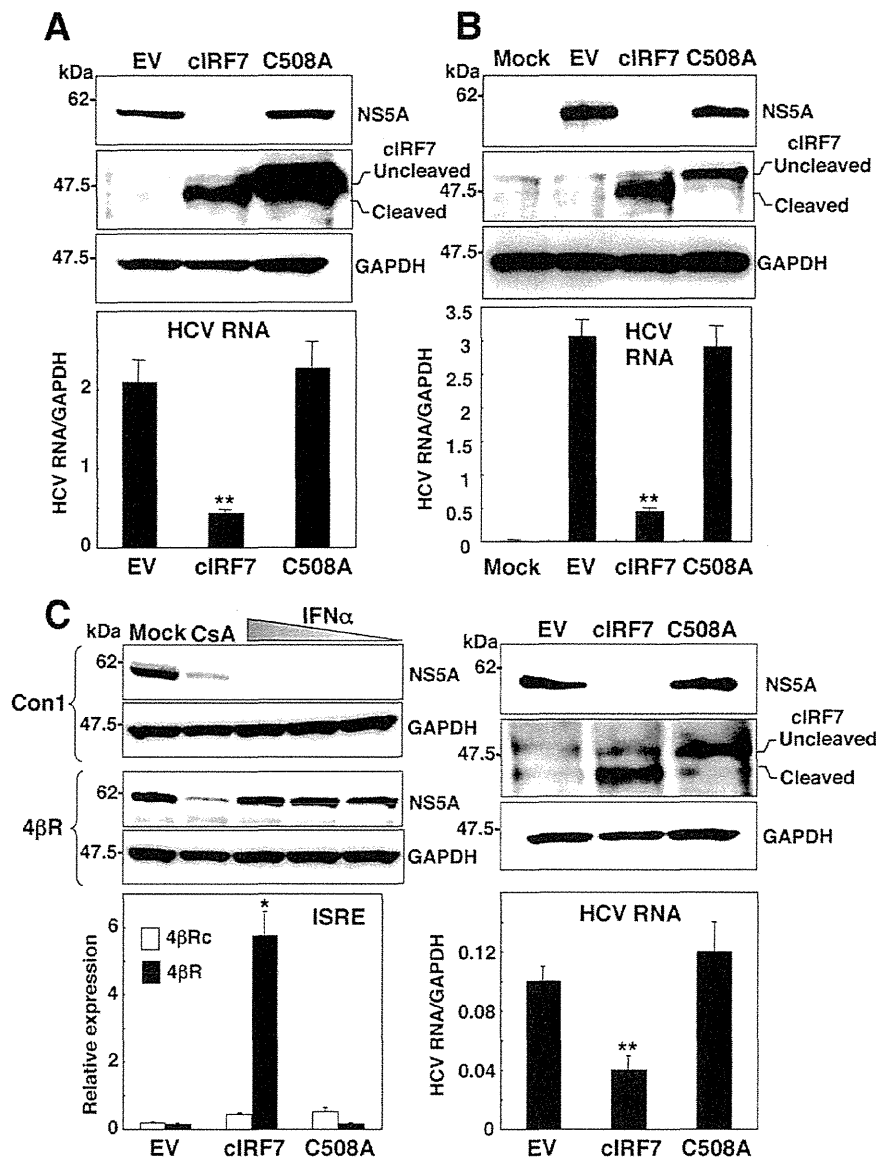 A
EV cIRF7 C508A
kDa
62
NS5A
cIRF7
47.5
Uncleaved
Cleaved
47.5
GAPDH
HCV RNA
HCV RNA/GAPDH
2
1
0
**
EV cIRF7 C508A
B
Mock EV cIRF7 C508A
kDa
62
NS5A
cIRF7
47.5
Uncleaved
Cleaved
47.5
GAPDH
HCV
RNA
HCV RNA/GAPDH
3.5
3
2.5
2
1.5
1
0.5
0
**
Mock EV cIRF7 C508A
C
kDa Mock CsA IFNα
Con1
62
NS5A
47.5
GAPDH
4βR
62
NS5A
47.5
GAPDH
ISRE
4βRc
4βR
Relative expression
6
4
2
0
*
EV cIRF7 C508A
EV cIRF7 C508A
kDa
62
NS5A
cIRF7
Uncleaved
47.5
Cleaved
47.5
GAPDH
HCV RNA
HCV RNA/GAPDH
0.12
0.08
0.04
0
**
EV cIRF7 C508A